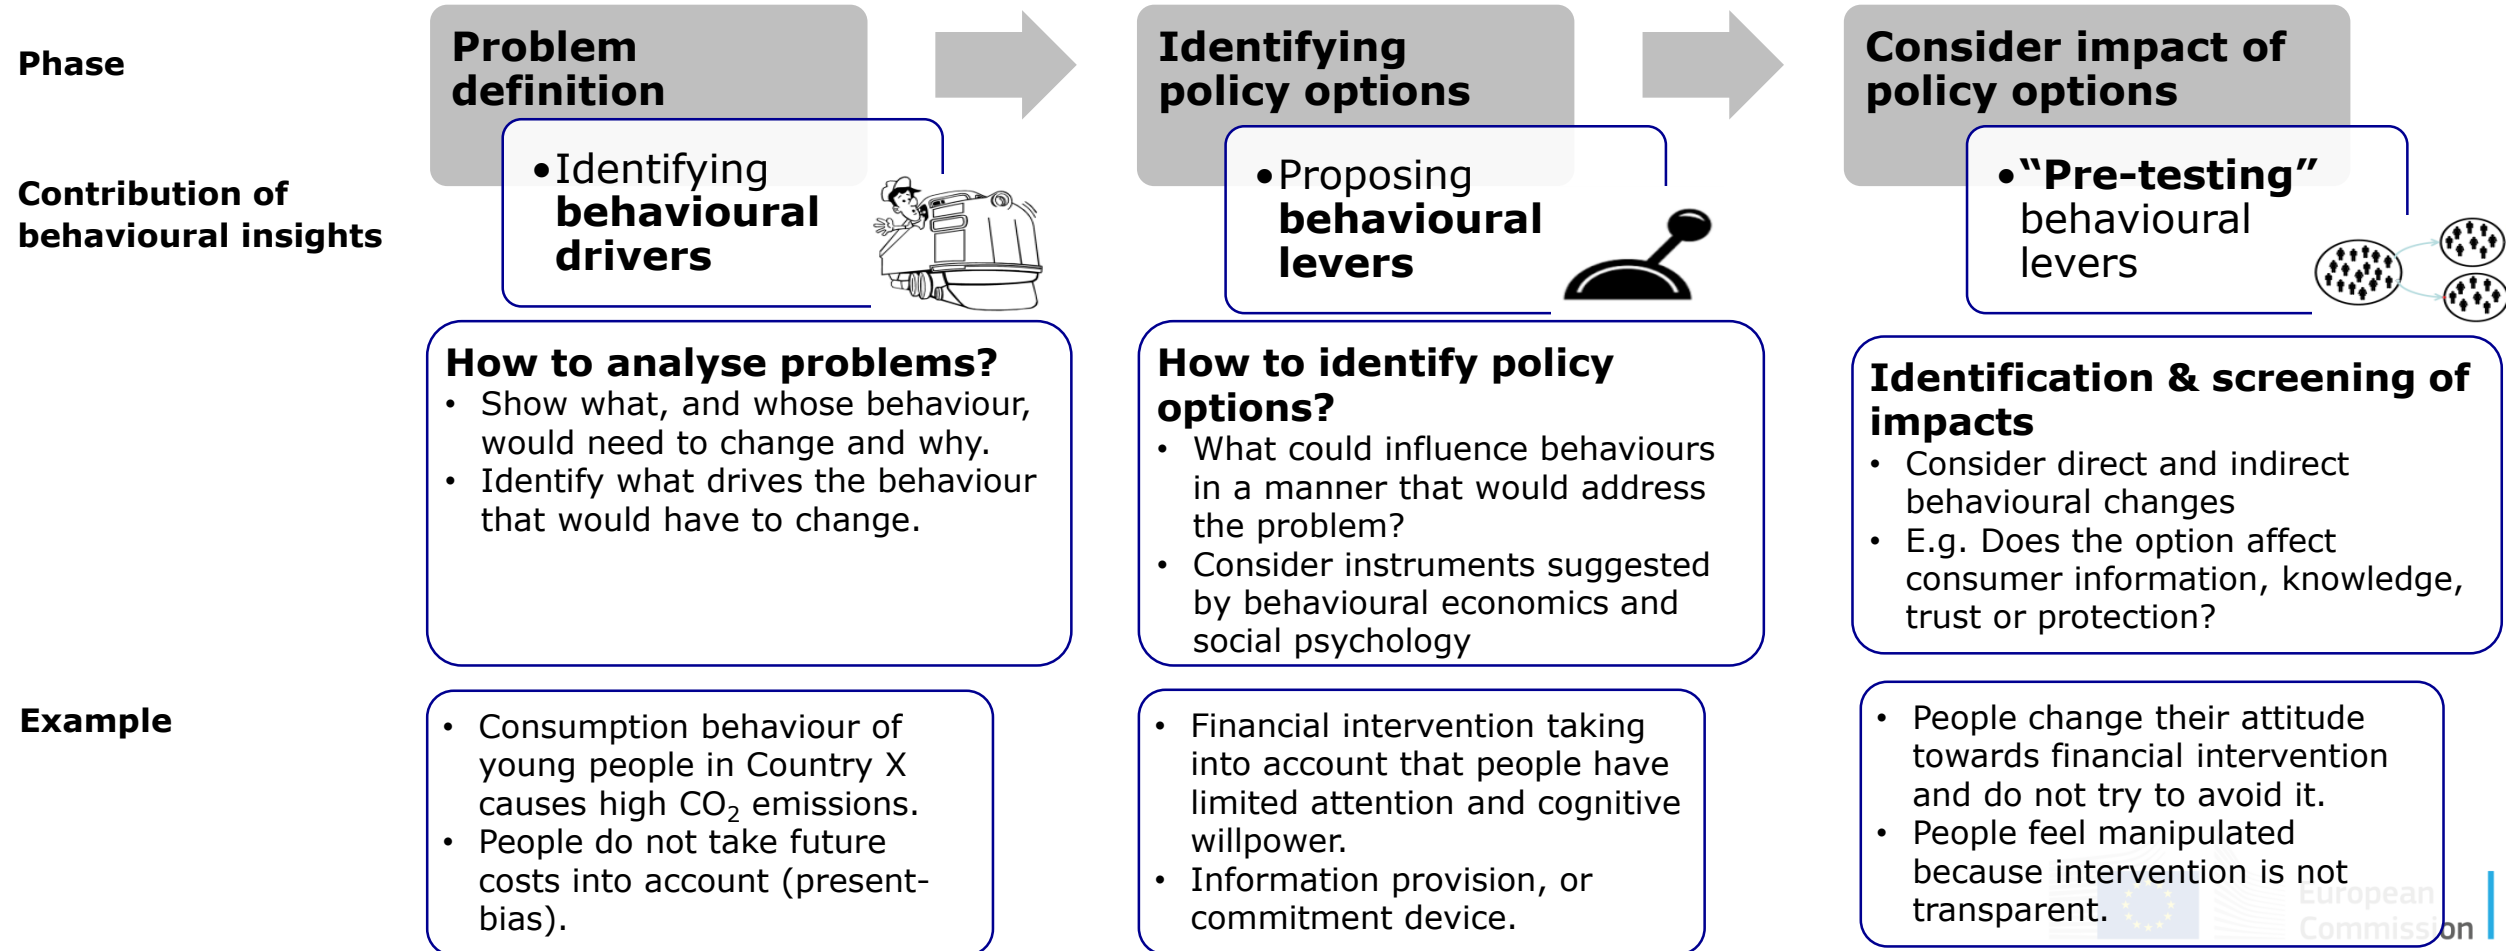 Phase
Problem
definition
Identifying
policy options
Consider impact of
policy options
Contribution of
behavioural insights
•Identifying
behavioural
drivers
•Proposing
behavioural
levers
•“Pre-testing”
behavioural
levers
How to analyse problems?
• Show what, and whose behaviour,
would need to change and why.
• Identify what drives the behaviour
that would have to change.
How to identify policy
options?
• What could influence behaviours
in a manner that would address
the problem?
• Consider instruments suggested
by behavioural economics and
social psychology
Identification & screening of
impacts
• Consider direct and indirect
behavioural changes
• E.g. Does the option affect
consumer information, knowledge,
trust or protection?
Example
• Consumption behaviour of
young people in Country X
causes high CO₂ emissions.
• People do not take future
costs into account (present-
bias).
• Financial intervention taking
into account that people have
limited attention and cognitive
willpower.
• Information provision, or
commitment device.
• People change their attitude
towards financial intervention
and do not try to avoid it.
• People feel manipulated
because intervention is not
transparent.
European
Commission